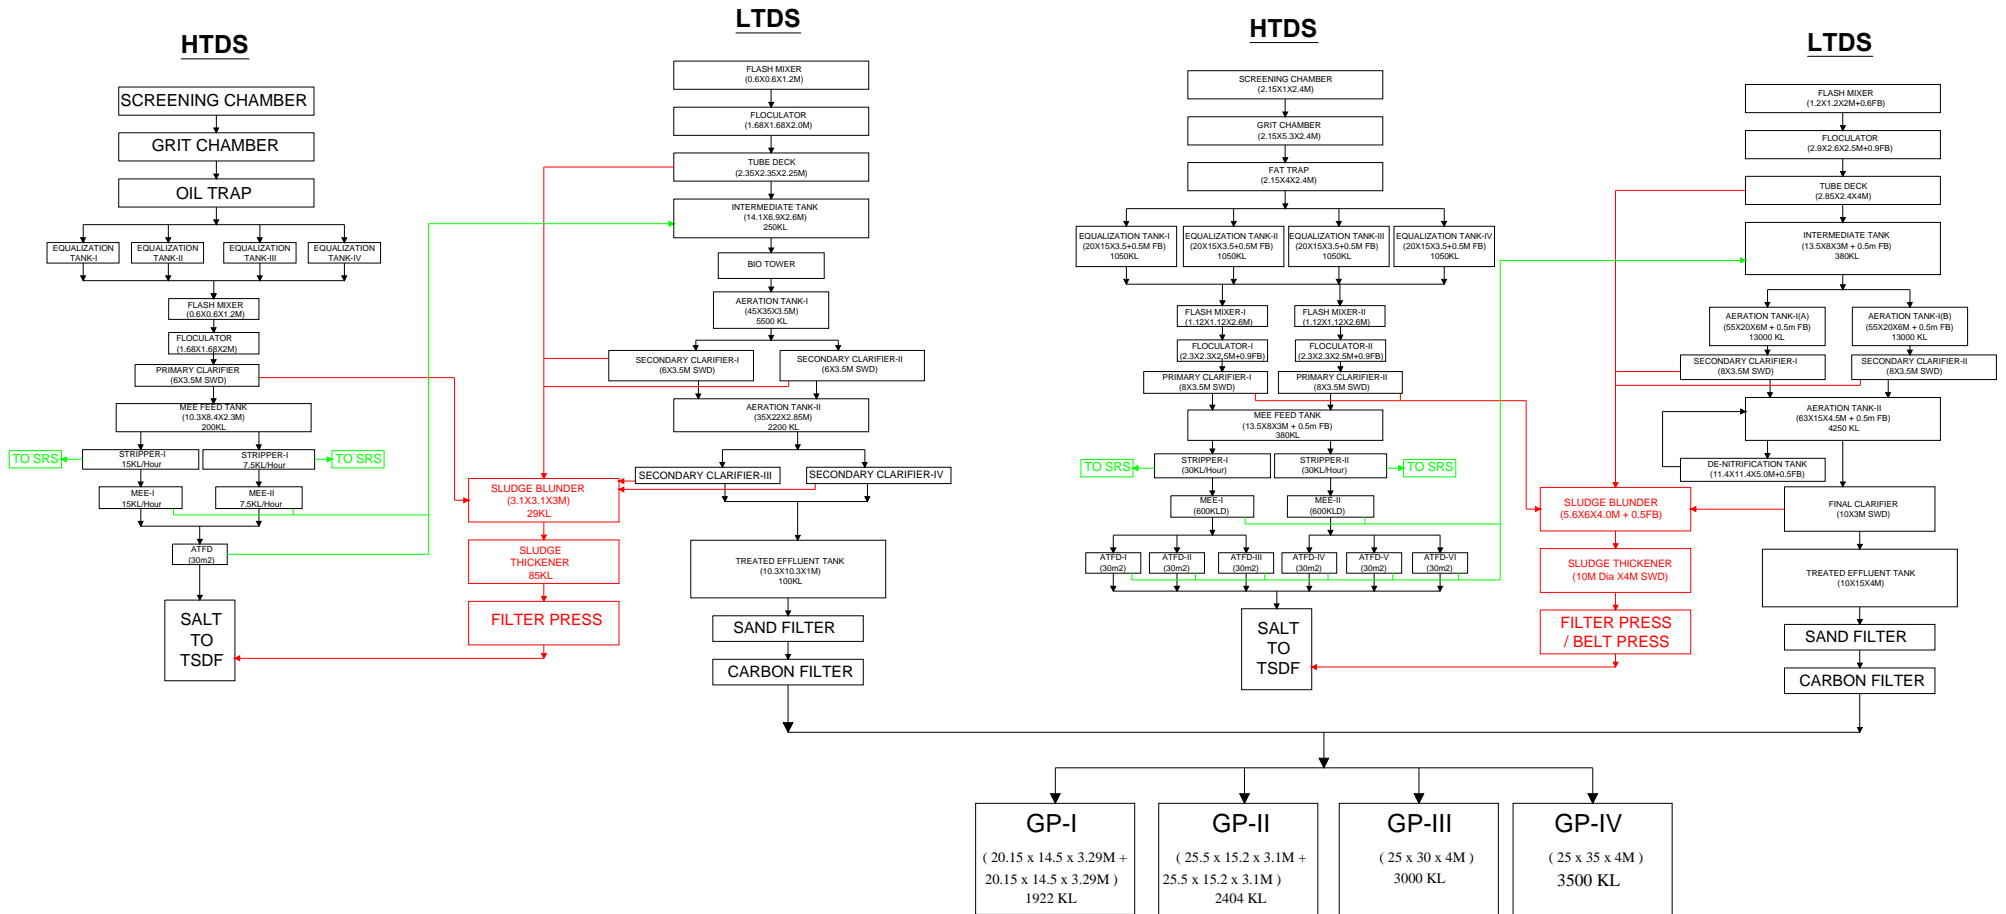 HTDS
SCREENING CHAMBER
GRIT CHAMBER
OIL TRAP
EQUALIZATION
TANK-I
EQUALIZATION
TANK-II
EQUALIZATION
TANK-III
EQUALIZATION
TANK-IV
FLASH MIXER
(0.6X0.6X1.2M)
FLOCULATOR
(1.68X1.68X2M)
PRIMARY CLARIFIER
(6X3.5M SWD)
MEE FEED TANK
(10.3X8.4X2.3M)
200KL
TO SRS
STRIPPER-I
15KL/Hour
STRIPPER-I
7.5KL/Hour
TO SRS
MEE-I
15KL/Hour
MEE-II
7.5KL/Hour
ATFD
(30m2)
SALT
TO
TSDF
LTDS
FLASH MIXER
(0.6X0.6X1.2M)
FLOCULATOR
(1.68X1.68X2.0M)
TUBE DECK
(2.35X2.35X2.25M)
INTERMEDIATE TANK
(14.1X6.9X2.6M)
250KL
BIO TOWER
AERATION TANK-I
(45X35X3.5M)
5500 KL
SECONDARY CLARIFIER-I
(6X3.5M SWD)
SECONDARY CLARIFIER-II
(6X3.5M SWD)
AERATION TANK-II
(35X22X2.85M)
2200 KL
SECONDARY CLARIFIER-III
SECONDARY CLARIFIER-IV
SLUDGE BLUNDER
(3.1X3.1X3M)
29KL
SLUDGE
THICKENER
85KL
FILTER PRESS
TREATED EFFLUENT TANK
(10.3X10.3X1M)
100KL
SAND FILTER
CARBON FILTER
HTDS
SCREENING CHAMBER
(2.15X1X2.4M)
GRIT CHAMBER
(2.15X5.3X2.4M)
FAT TRAP
(2.15X4X2.4M)
EQUALIZATION TANK-I
(20X15X3.5+0.5M FB)
1050KL
EQUALIZATION TANK-II
(20X15X3.5+0.5M FB)
1050KL
EQUALIZATION TANK-III
(20X15X3.5+0.5M FB)
1050KL
EQUALIZATION TANK-IV
(20X15X3.5+0.5M FB)
1050KL
FLASH MIXER-I
(1.12X1.12X2.6M)
FLASH MIXER-II
(1.12X1.12X2.6M)
FLOCULATOR-I
(2.3X2.3X2.5M+0.9FB)
FLOCULATOR-II
(2.3X2.3X2.5M+0.9FB)
PRIMARY CLARIFIER-I
(8X3.5M SWD)
PRIMARY CLARIFIER-II
(8X3.5M SWD)
MEE FEED TANK
(13.5X8X3M + 0.5m FB)
380KL
TO SRS
STRIPPER-I
(30KL/Hour)
STRIPPER-II
(30KL/Hour)
TO SRS
MEE-I
(600KLD)
MEE-II
(600KLD)
ATFD-I
(30m2)
ATFD-II
(30m2)
ATFD-III
(30m2)
ATFD-IV
(30m2)
ATFD-V
(30m2)
ATFD-VI
(30m2)
SALT
TO
TSDF
LTDS
FLASH MIXER
(1.2X1.2X2M+0.6FB)
FLOCULATOR
(2.9X2.6X2.5M+0.9FB)
TUBE DECK
(2.85X2.4X4M)
INTERMEDIATE TANK
(13.5X8X3M + 0.5m FB)
380KL
AERATION TANK-I(A)
(55X20X6M + 0.5m FB)
13000 KL
AERATION TANK-I(B)
(55X20X6M + 0.5m FB)
13000 KL
SECONDARY CLARIFIER-I
(8X3.5M SWD)
SECONDARY CLARIFIER-II
(8X3.5M SWD)
AERATION TANK-II
(63X15X4.5M + 0.5m FB)
4250 KL
DE-NITRIFICATION TANK
(11.4X11.4X5.0M+0.5FB)
SLUDGE BLUNDER
(5.6X6X4.0M + 0.5FB)
FINAL CLARIFIER
(10X3M SWD)
SLUDGE THICKENER
(10M Dia X4M SWD)
TREATED EFFLUENT TANK
(10X15X4M)
FILTER PRESS
/ BELT PRESS
SAND FILTER
CARBON FILTER
GP-I
( 20.15 x 14.5 x 3.29M +
20.15 x 14.5 x 3.29M )
1922 KL
GP-II
( 25.5 x 15.2 x 3.1M +
25.5 x 15.2 x 3.1M )
2404 KL
GP-III
( 25 x 30 x 4M )
3000 KL
GP-IV
( 25 x 35 x 4M )
3500 KL